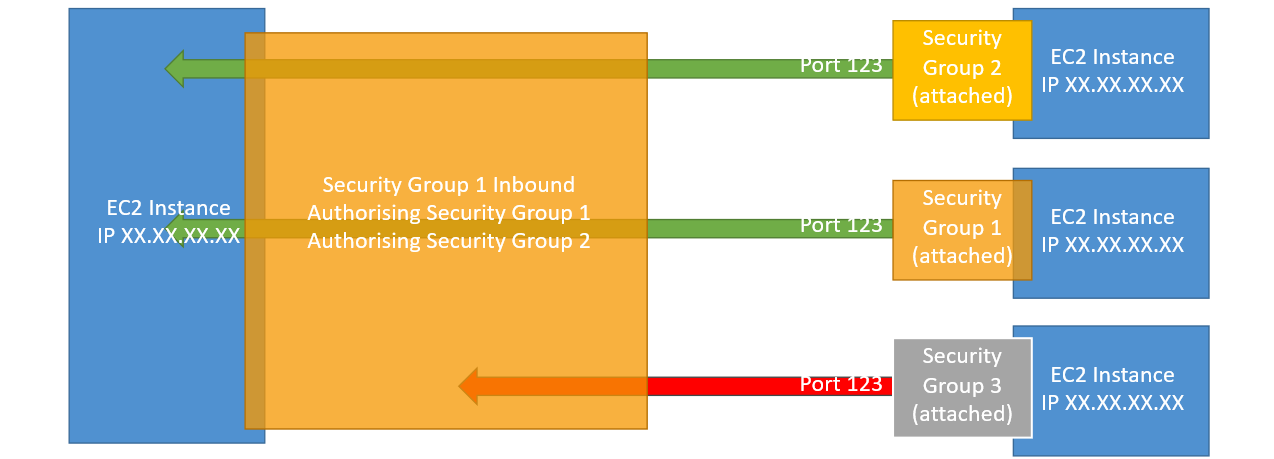 EC2 Instance
IP XX.XX.XX.XX
Security Group 1 Inbound
Authorising Security Group 1
Authorising Security Group 2
Port 123
Security
Group 2
(attached)
EC2 Instance
IP XX.XX.XX.XX
Port 123
Security
Group 1
(attached)
EC2 Instance
IP XX.XX.XX.XX
Port 123
Security
Group 3
(attached)
EC2 Instance
IP XX.XX.XX.XX